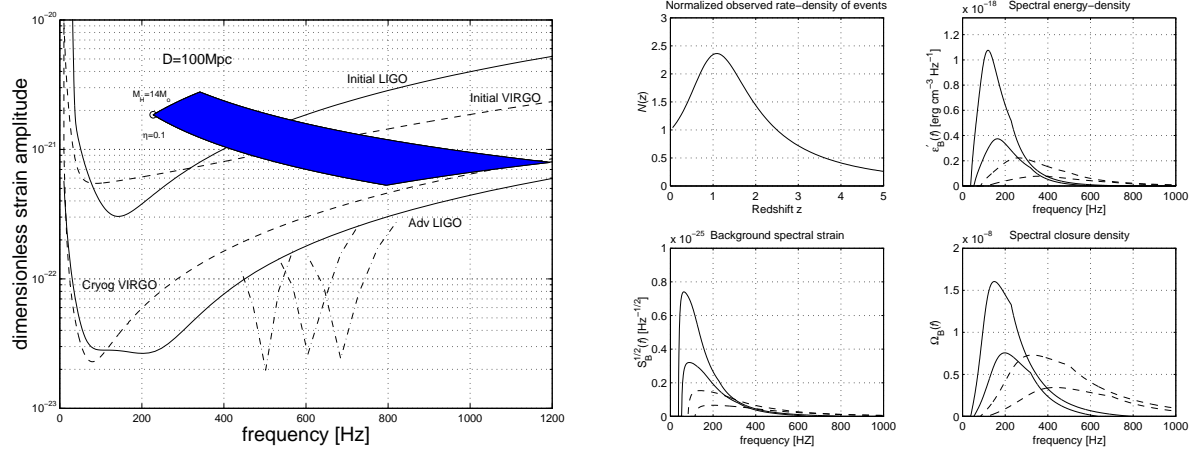 dimensionless strain amplitude
10⁻²⁰
10⁻²¹
10⁻²²
10⁻²³
D=100Mpc
Initial LIGO
M_H=14M_⊙
Initial VIRGO
η=0.1
Adv LIGO
Cryog VIRGO
0 200 400 600 800 1000 1200
frequency [Hz]
Normalized observed rate−density of events
N(z)
3
2.5
2
1.5
1
0.5
0
0 1 2 3 4 5
Redshift z
Spectral energy−density
x 10⁻¹⁸
ε'_B(f) [erg cm⁻³ Hz⁻¹]
1.2
1
0.8
0.6
0.4
0.2
0
0 200 400 600 800 1000
frequency [Hz]
Background spectral strain
x 10⁻²⁵
S_B^1/2(f) [Hz⁻¹/²]
1
0.8
0.6
0.4
0.2
0
0 200 400 600 800 1000
frequency [Hz]
Spectral closure density
x 10⁻⁸
Ω_B(f)
2
1.5
1
0.5
0
0 200 400 600 800 1000
frequency [Hz]